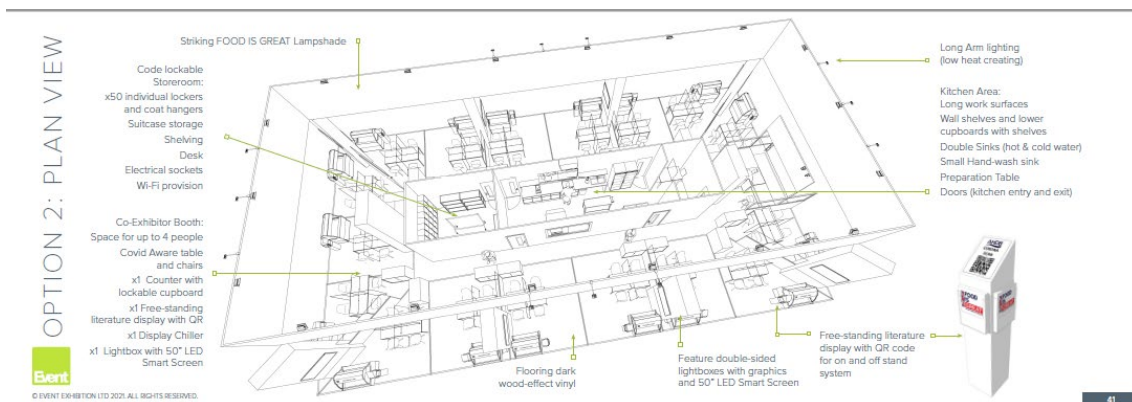 OPTION 2: PLAN VIEW
Striking FOOD IS GREAT Lampshade
Code lockable
Storeroom:
x50 individual lockers
and coat hangers
Suitcase storage
Shelving
Desk
Electrical sockets
Wi-Fi provision
Co-Exhibitor Booth:
Space for up to 4 people
Covid Aware table
and chairs
x1 Counter with
lockable cupboard
x1 Free-standing
literature display with QR
x1 Display Chiller
x1 Lightbox with 50" LED
Smart Screen
Long Arm lighting
(low heat creating)
Kitchen Area:
Long work surfaces
Wall shelves and lower
cupboards with shelves
Double Sinks (hot & cold water)
Small Hand-wash sink
Preparation Table
Doors (kitchen entry and exit)
Flooring dark
wood-effect vinyl
Feature double-sided
lightboxes with graphics
and 50" LED Smart Screen
Free-standing literature
display with QR code
for on and off stand
system
FOOD
IS
Event
© EVENT EXHIBITION LTD 2021. ALL RIGHTS RESERVED.
41